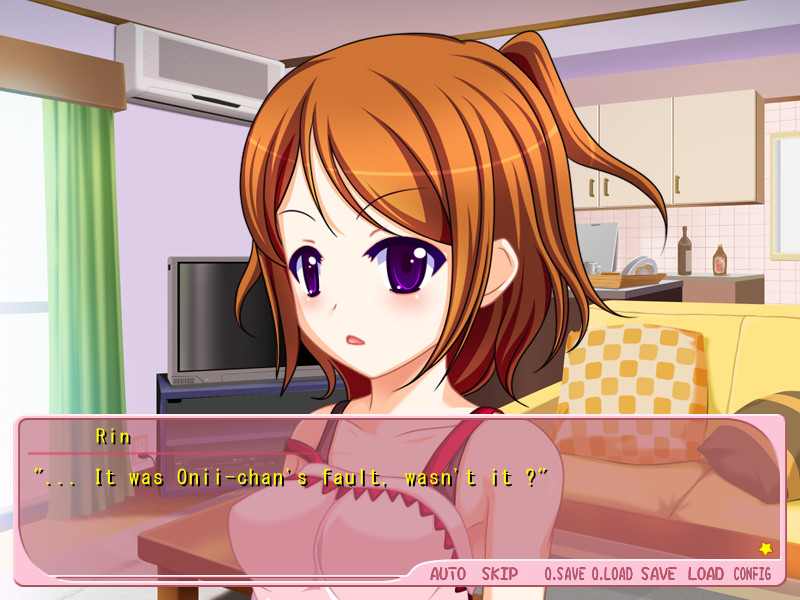 Rin
"... It was Onii-chan's fault, wasn't it ?"
AUTO SKIP Q.SAVE Q.LOAD SAVE LOAD CONFIG